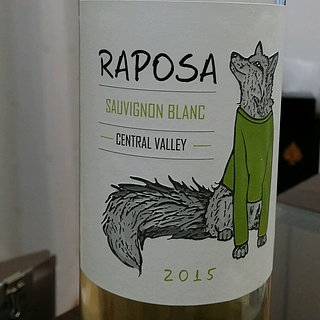 RAPOSA
SAUVIGNON BLANC
CENTRAL VALLEY
2015